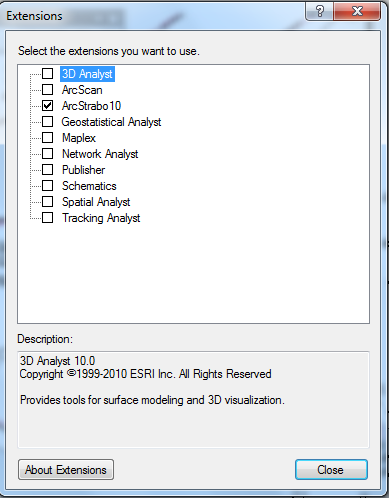 Extensions
?
Select the extensions you want to use.
3D Analyst
ArcScan
ArcStrabo10
Geostatistical Analyst
Maplex
Network Analyst
Publisher
Schematics
Spatial Analyst
Tracking Analyst
Description:
3D Analyst 10.0
Copyright ©1999-2010 ESRI Inc. All Rights Reserved
Provides tools for surface modeling and 3D visualization.
About Extensions
Close